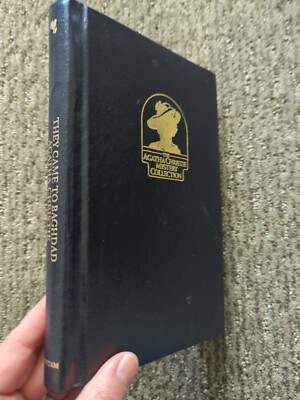 THE
AGATHA CHRISTIE
MYSTERY
COLLECTION
THEY CAME TO BAGHDAD